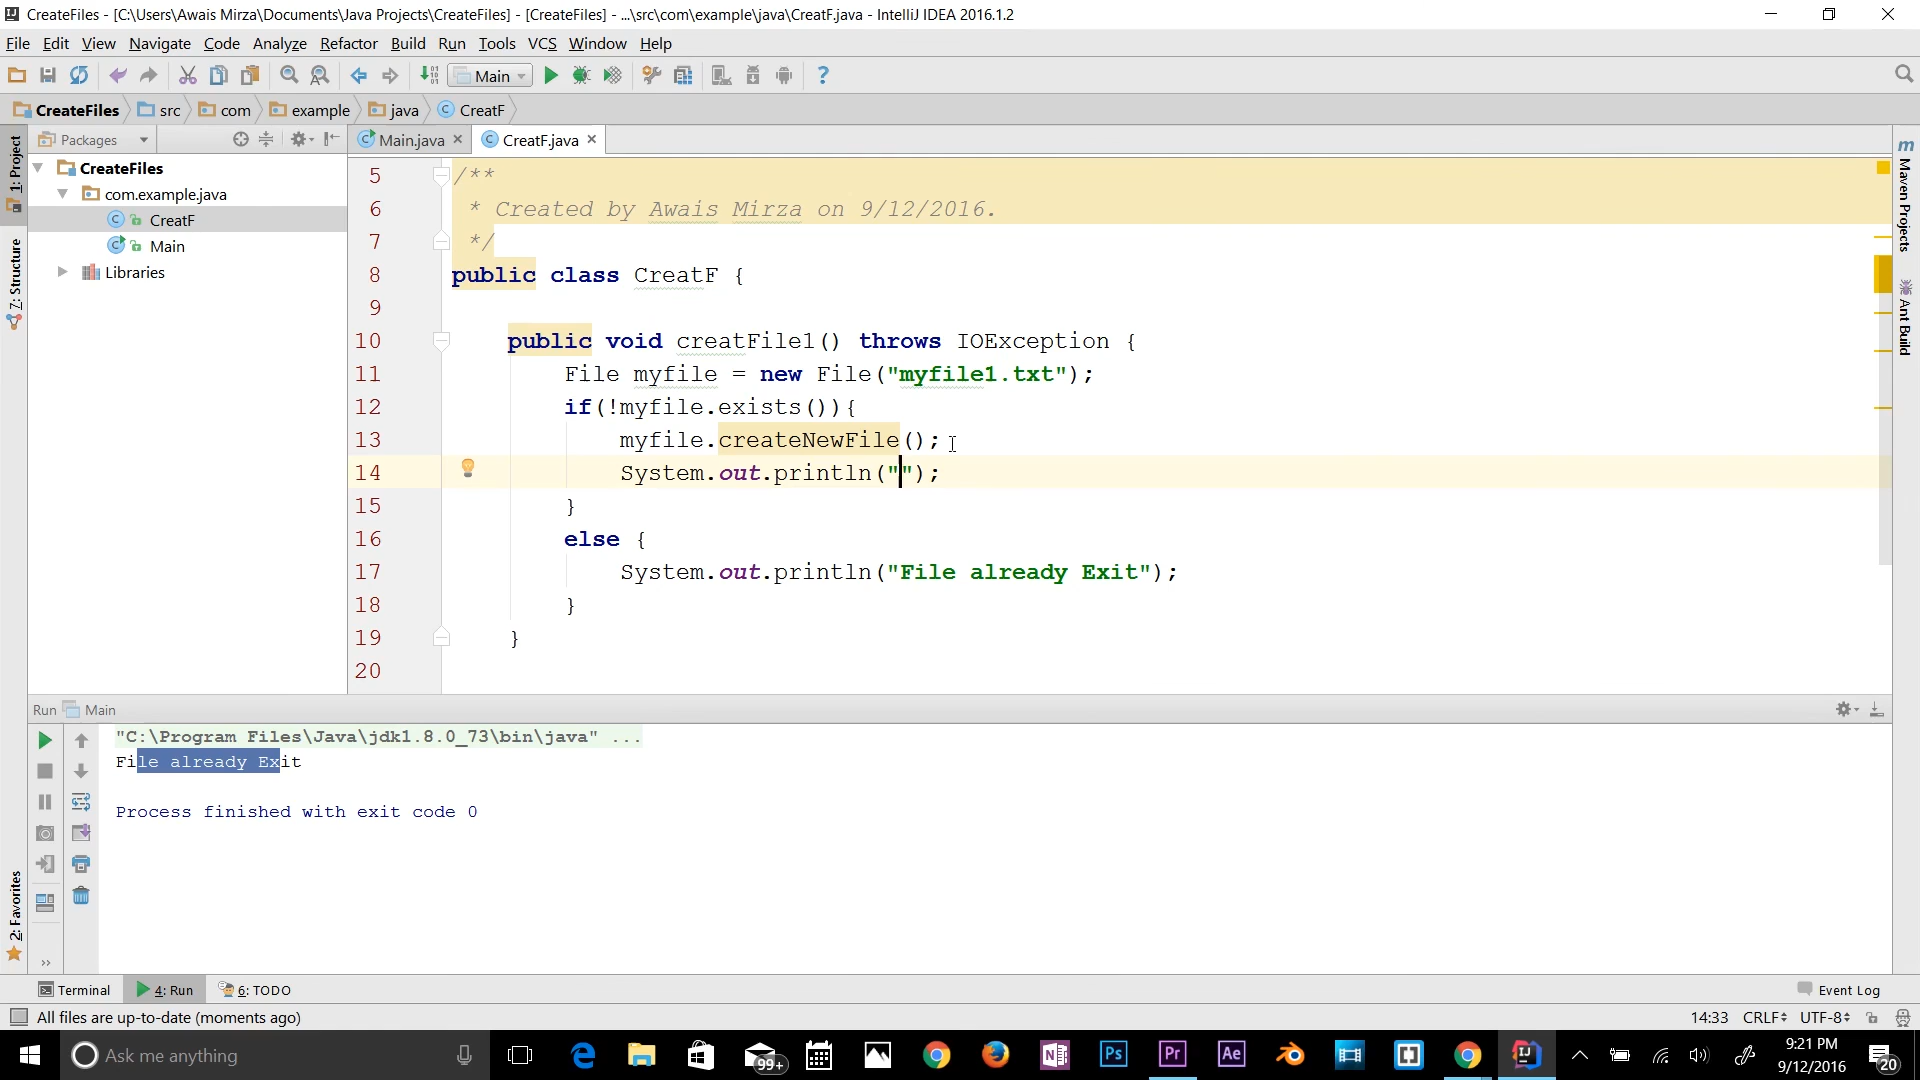 CreateFiles - [C:\Users\Awais Mirza\Documents\Java Projects\CreateFiles] - [CreateFiles] - ...\src\com\example\java\CreatF.java - IntelliJ IDEA 2016.1.2
File Edit View Navigate Code Analyze Refactor Build Run Tools VCS Window Help
Main
CreateFiles src com example java CreatF
Packages
Main.java CreatF.java
1: Project
7: Structure
2: Favorites
CreateFiles
com.example.java
CreatF
Main
Libraries
5 /**
6 * Created by Awais Mirza on 9/12/2016.
7 */
8 public class CreatF {
9
10 public void creatFile1() throws IOException {
11 File myfile = new File("myfile1.txt");
12 if(!myfile.exists()){
13 myfile.createNewFile();
14 System.out.println("");
15 }
16 else {
17 System.out.println("File already Exit");
18 }
19 }
20
Maven Projects
Ant Build
Run Main
"C:\Program Files\Java\jdk1.8.0_73\bin\java" ...
File already Exit
Process finished with exit code 0
Terminal 4: Run 6: TODO Event Log
All files are up-to-date (moments ago) 14:33 CRLF UTF-8
Ask me anything
99+
9:21 PM
9/12/2016
20